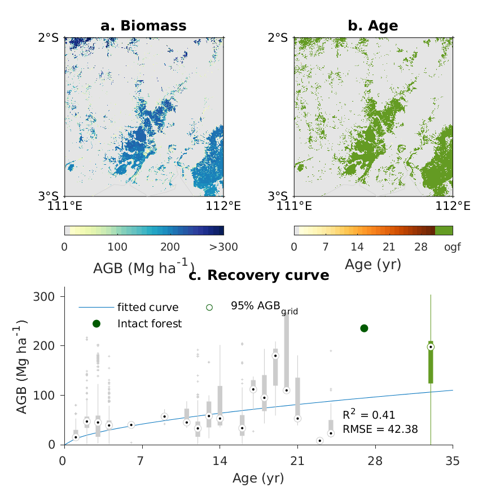 a. Biomass
b. Age
2°S
2°S
3°S
3°S
111°E
112°E
111°E
112°E
0
100
200
>300
0
7
14
21
28
ogf
AGB (Mg ha⁻¹)
Age (yr)
c. Recovery curve
300
200
100
0
AGB (Mg ha⁻¹)
fitted curve
95% AGBgrid
Intact forest
R² = 0.41
RMSE = 42.38
0
7
14
21
28
35
Age (yr)